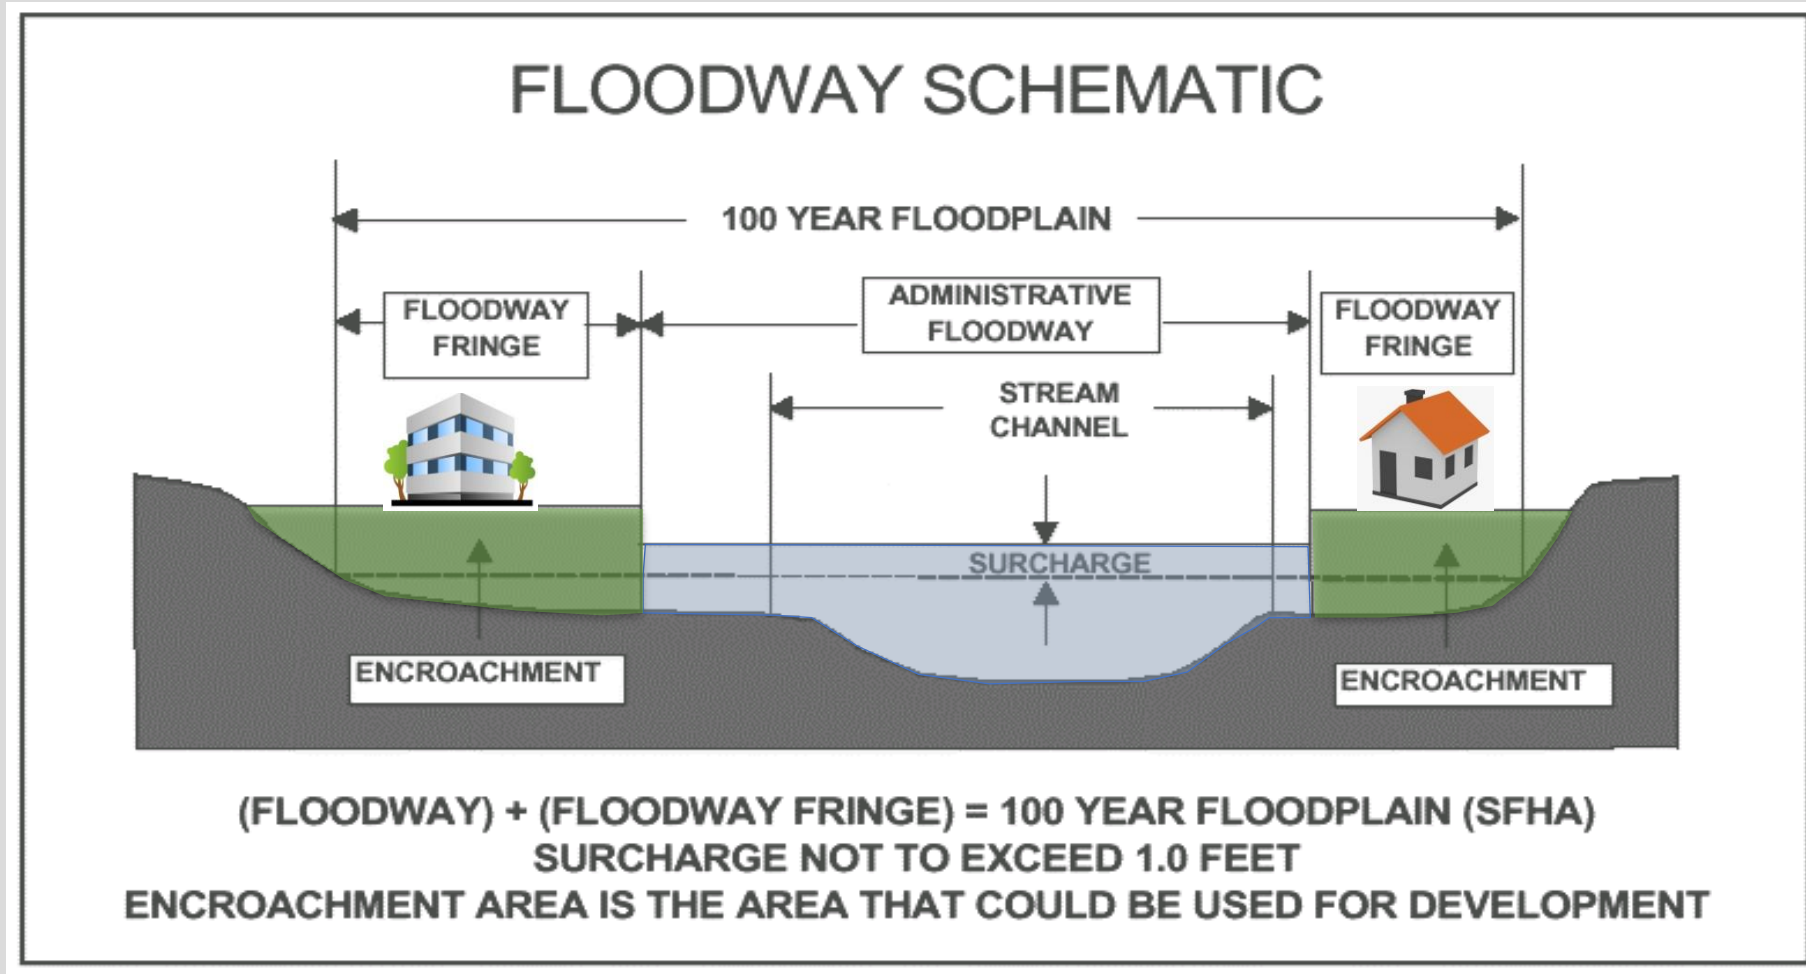 FLOODWAY SCHEMATIC
100 YEAR FLOODPLAIN
FLOODWAY
FRINGE
ADMINISTRATIVE
FLOODWAY
FLOODWAY
FRINGE
STREAM
CHANNEL
SURCHARGE
ENCROACHMENT
ENCROACHMENT
(FLOODWAY) + (FLOODWAY FRINGE) = 100 YEAR FLOODPLAIN (SFHA)
SURCHARGE NOT TO EXCEED 1.0 FEET
ENCROACHMENT AREA IS THE AREA THAT COULD BE USED FOR DEVELOPMENT